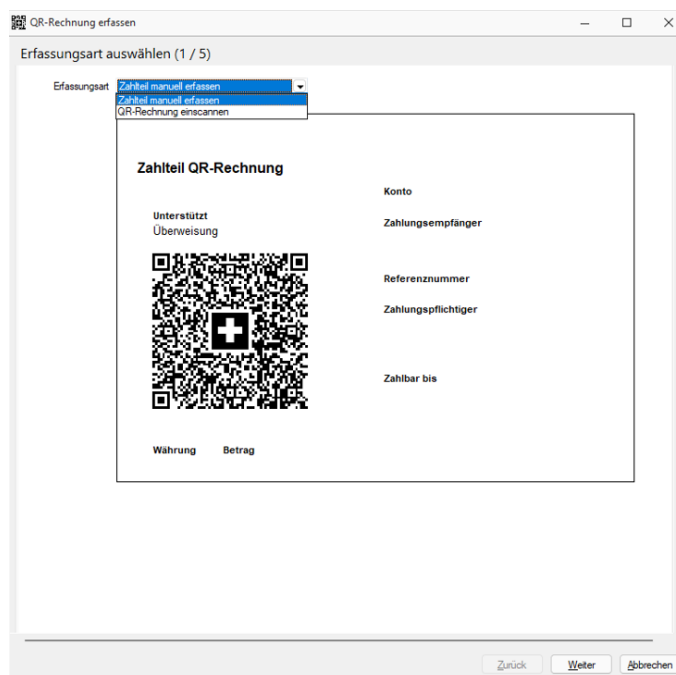 QR-Rechnung erfassen
Erfassungsart auswählen (1 / 5)
Erfassungsart Zahlteil manuell erfassen
Zahlteil manuell erfassen
QR-Rechnung einscannen
Zahlteil QR-Rechnung
Konto
Unterstützt
Zahlungsempfänger
Überweisung
Referenznummer
Zahlungspflichtiger
Zahlbar bis
Währung Betrag
Zurück Weiter Abbrechen